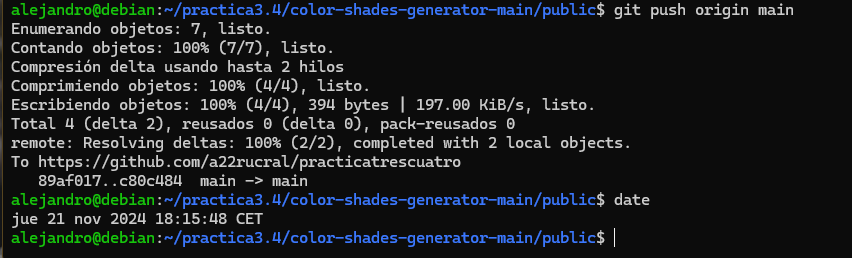 alejandro@debian:~/practica3.4/color-shades-generator-main/public$ git push origin main
Enumerando objetos: 7, listo.
Contando objetos: 100% (7/7), listo.
Compresión delta usando hasta 2 hilos
Comprimiendo objetos: 100% (4/4), listo.
Escribiendo objetos: 100% (4/4), 394 bytes | 197.00 KiB/s, listo.
Total 4 (delta 2), reusados 0 (delta 0), pack-reusados 0
remote: Resolving deltas: 100% (2/2), completed with 2 local objects.
To https://github.com/a22rucral/practicatrescuatro
   89af017..c80c484  main -> main
alejandro@debian:~/practica3.4/color-shades-generator-main/public$ date
jue 21 nov 2024 18:15:48 CET
alejandro@debian:~/practica3.4/color-shades-generator-main/public$